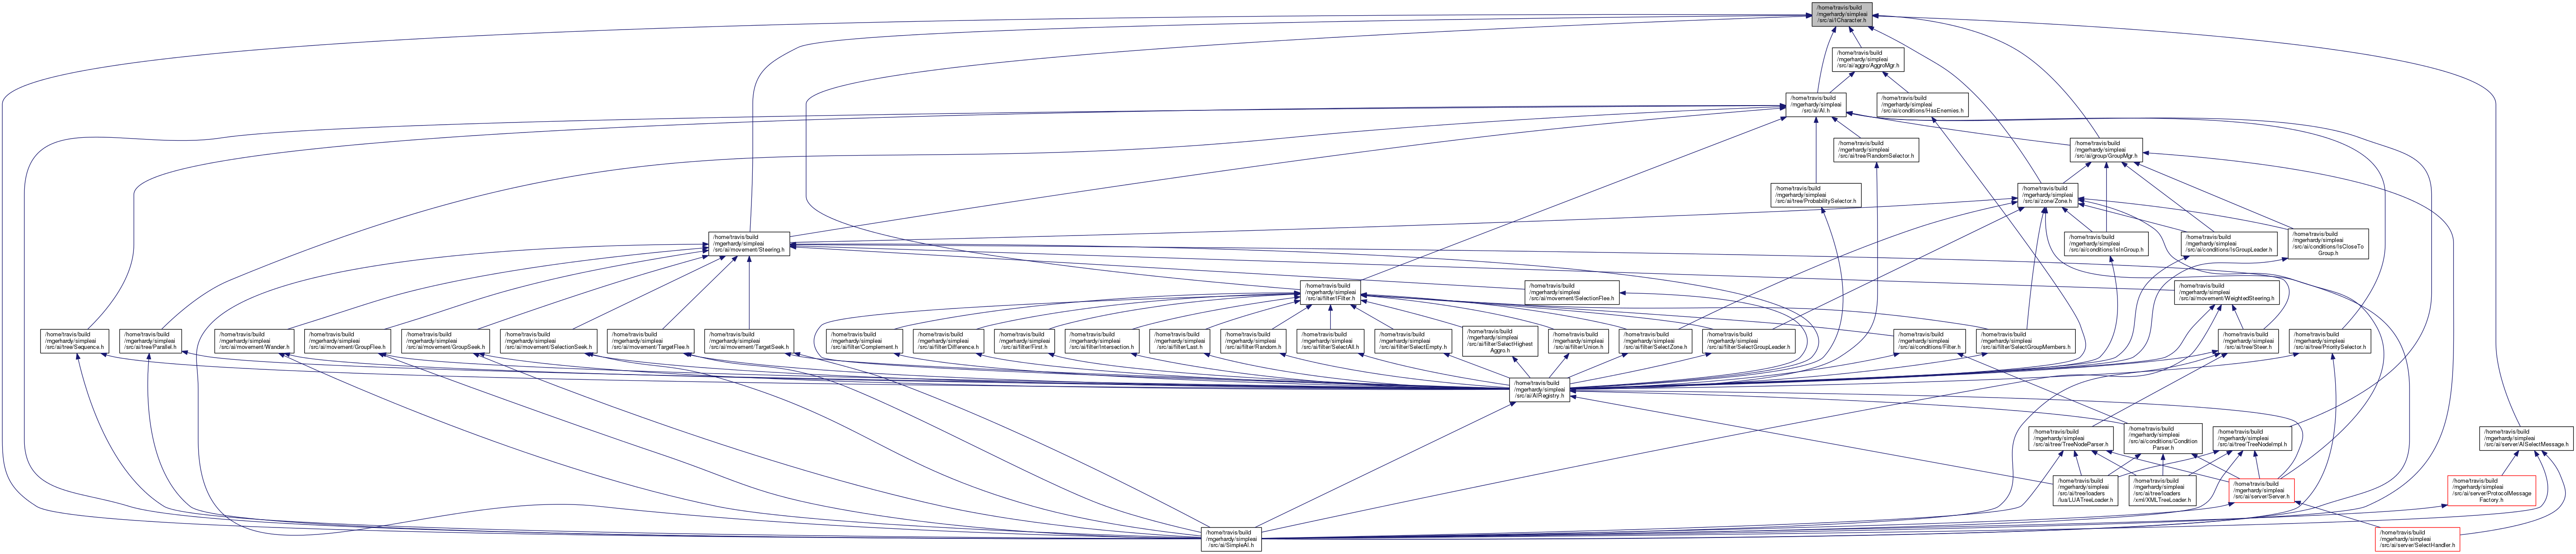 /home/travis/build
/mgerhardy/simpleai
/src/ai/ICharacter.h
/home/travis/build
/mgerhardy/simpleai
/src/ai/aggro/AggroMgr.h
/home/travis/build
/mgerhardy/simpleai
/src/ai/AI.h
/home/travis/build
/mgerhardy/simpleai
/src/ai/conditions/HasEnemies.h
/home/travis/build
/mgerhardy/simpleai
/src/ai/tree/RandomSelector.h
/home/travis/build
/mgerhardy/simpleai
/src/ai/group/GroupMgr.h
/home/travis/build
/mgerhardy/simpleai
/src/ai/tree/ProbabilitySelector.h
/home/travis/build
/mgerhardy/simpleai
/src/ai/zone/Zone.h
/home/travis/build
/mgerhardy/simpleai
/src/ai/movement/Steering.h
/home/travis/build
/mgerhardy/simpleai
/src/ai/conditions/IsInGroup.h
/home/travis/build
/mgerhardy/simpleai
/src/ai/conditions/IsGroupLeader.h
/home/travis/build
/mgerhardy/simpleai
/src/ai/conditions/IsCloseTo
Group.h
/home/travis/build
/mgerhardy/simpleai
/src/ai/filter/IFilter.h
/home/travis/build
/mgerhardy/simpleai
/src/ai/movement/SelectionFlee.h
/home/travis/build
/mgerhardy/simpleai
/src/ai/movement/WeightedSteering.h
/home/travis/build
/mgerhardy/simpleai
/src/ai/tree/Sequence.h
/home/travis/build
/mgerhardy/simpleai
/src/ai/tree/Parallel.h
/home/travis/build
/mgerhardy/simpleai
/src/ai/movement/Wander.h
/home/travis/build
/mgerhardy/simpleai
/src/ai/movement/GroupFlee.h
/home/travis/build
/mgerhardy/simpleai
/src/ai/movement/GroupSeek.h
/home/travis/build
/mgerhardy/simpleai
/src/ai/movement/SelectionSeek.h
/home/travis/build
/mgerhardy/simpleai
/src/ai/movement/TargetFlee.h
/home/travis/build
/mgerhardy/simpleai
/src/ai/movement/TargetSeek.h
/home/travis/build
/mgerhardy/simpleai
/src/ai/filter/Complement.h
/home/travis/build
/mgerhardy/simpleai
/src/ai/filter/Difference.h
/home/travis/build
/mgerhardy/simpleai
/src/ai/filter/First.h
/home/travis/build
/mgerhardy/simpleai
/src/ai/filter/Intersection.h
/home/travis/build
/mgerhardy/simpleai
/src/ai/filter/Last.h
/home/travis/build
/mgerhardy/simpleai
/src/ai/filter/Random.h
/home/travis/build
/mgerhardy/simpleai
/src/ai/filter/SelectAll.h
/home/travis/build
/mgerhardy/simpleai
/src/ai/filter/SelectEmpty.h
/home/travis/build
/mgerhardy/simpleai
/src/ai/filter/SelectHighest
Aggro.h
/home/travis/build
/mgerhardy/simpleai
/src/ai/filter/Union.h
/home/travis/build
/mgerhardy/simpleai
/src/ai/filter/SelectZone.h
/home/travis/build
/mgerhardy/simpleai
/src/ai/filter/SelectGroupLeader.h
/home/travis/build
/mgerhardy/simpleai
/src/ai/conditions/Filter.h
/home/travis/build
/mgerhardy/simpleai
/src/ai/filter/SelectGroupMembers.h
/home/travis/build
/mgerhardy/simpleai
/src/ai/tree/Steer.h
/home/travis/build
/mgerhardy/simpleai
/src/ai/tree/PrioritySelector.h
/home/travis/build
/mgerhardy/simpleai
/src/ai/AIRegistry.h
/home/travis/build
/mgerhardy/simpleai
/src/ai/tree/TreeNodeParser.h
/home/travis/build
/mgerhardy/simpleai
/src/ai/conditions/Condition
Parser.h
/home/travis/build
/mgerhardy/simpleai
/src/ai/tree/TreeNodeImpl.h
/home/travis/build
/mgerhardy/simpleai
/src/ai/server/AISelectMessage.h
/home/travis/build
/mgerhardy/simpleai
/src/ai/tree/loaders
/lua/LUATreeLoader.h
/home/travis/build
/mgerhardy/simpleai
/src/ai/tree/loaders
/xml/XMLTreeLoader.h
/home/travis/build
/mgerhardy/simpleai
/src/ai/server/Server.h
/home/travis/build
/mgerhardy/simpleai
/src/ai/server/ProtocolMessage
Factory.h
/home/travis/build
/mgerhardy/simpleai
/src/ai/SimpleAI.h
/home/travis/build
/mgerhardy/simpleai
/src/ai/server/SelectHandler.h